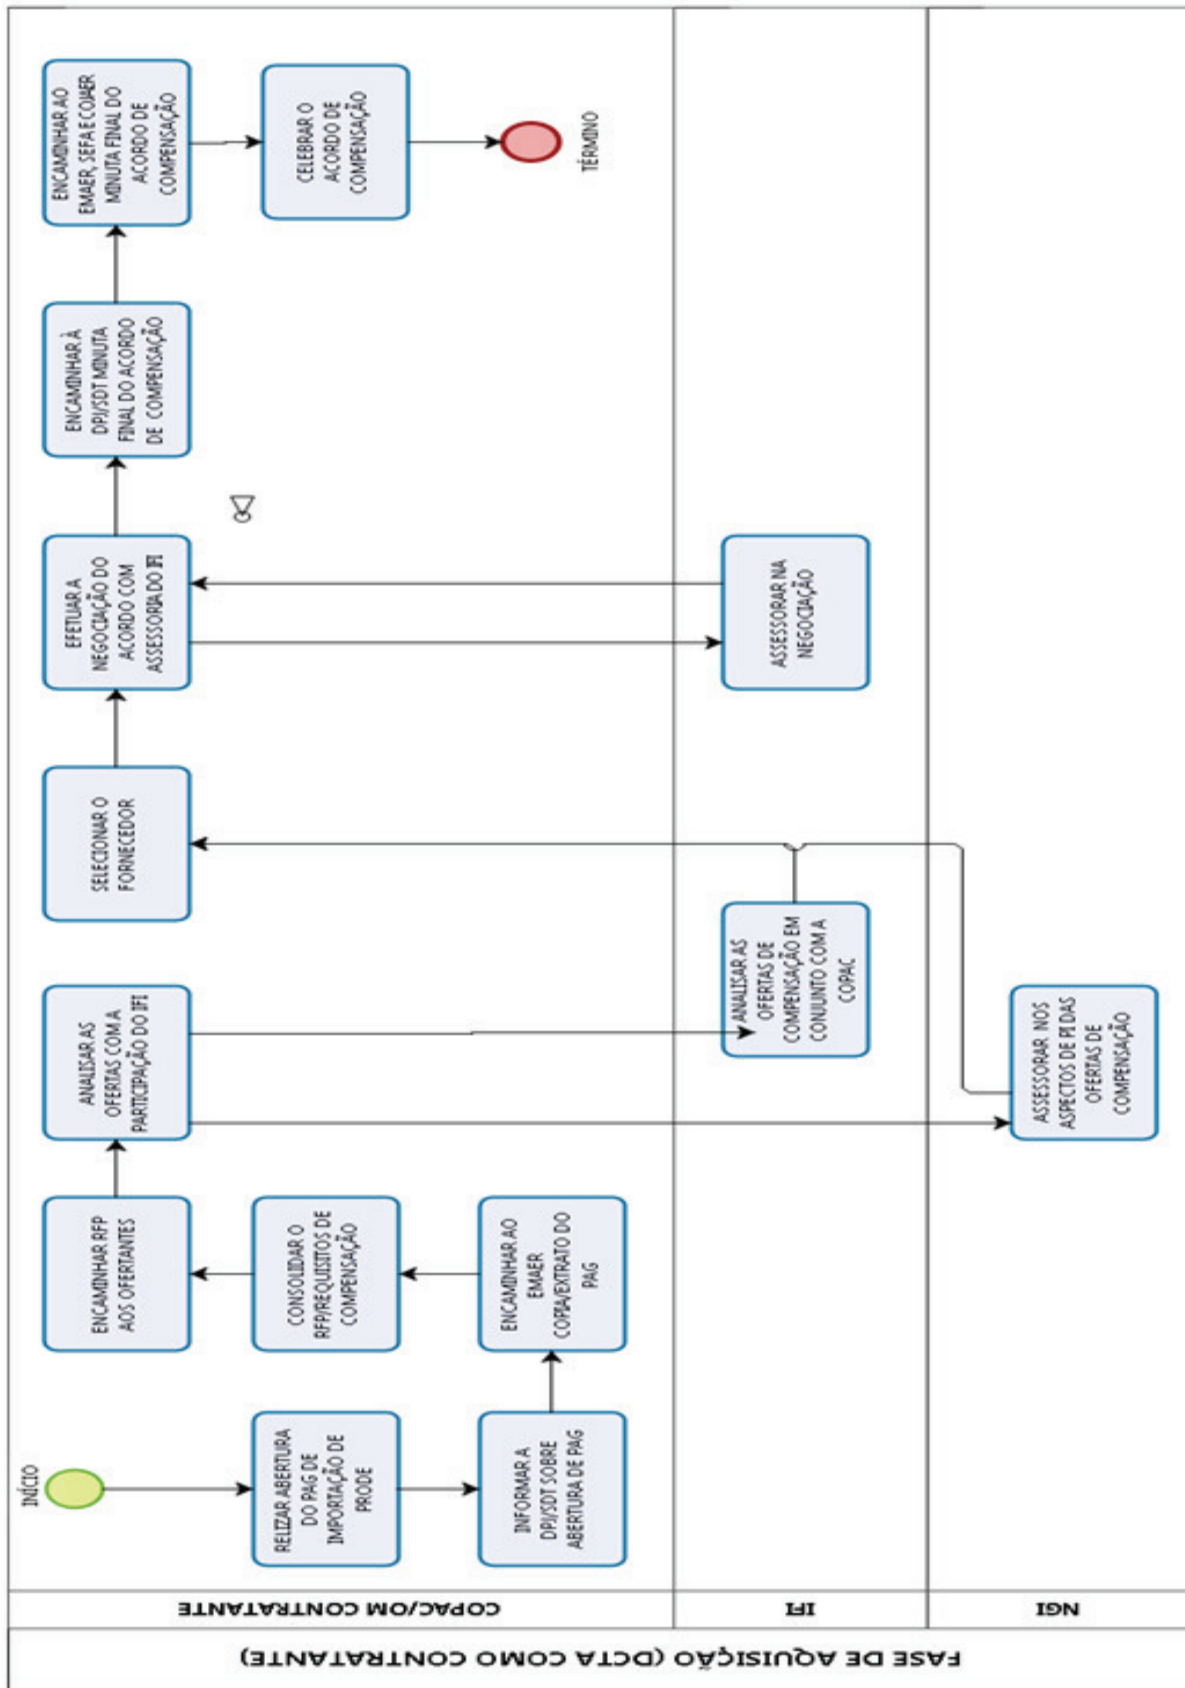 FASE DE AQUISIÇÃO (DCTA COMO CONTRATANTE)
COPAC/OM CONTRATANTE
INÍCIO
RELIZAR ABERTURA
DO PAG DE
IMPORTAÇÃO DE
PRODE
INFORMAR A
DPJ/SDT SOBRE
ABERTURA DE PAG
ENCAMINHAR AO
EMAER
COPIA/EXTRATO DO
PAG
CONSOLIDAR O
RFP/REQUISITOS DE
COMPENSAÇÃO
ENCAMINHAR RFP
AOS OFERTANTES
ANALISAR AS
OFERTAS COM A
PARTICIPAÇÃO DO IFI
SELECIONAR O
FORNECEDOR
EFETUAR A
NEGOCIAÇÃO DO
ACORDO COM
ASSESSORIA DO IFI
ENCAMINHAR À
DPJ/SDT MINUTA
FINAL DO ACORDO
DE COMPENSAÇÃO
ENCAMINHAR AO
EMAER, SEFA E COJAER
MINUTA FINAL DO
ACORDO DE
COMPENSAÇÃO
CELEBRAR O
ACORDO DE
COMPENSAÇÃO
TÉRMINO
IFI
ANALISAR AS
OFERTAS DE
COMPENSAÇÃO EM
CONJUNTO COM A
COPAC
ASSESSORAR NA
NEGOCIAÇÃO
NGI
ASSESSORAR NOS
ASPECTOS DE PI DAS
OFERTAS DE
COMPENSAÇÃO